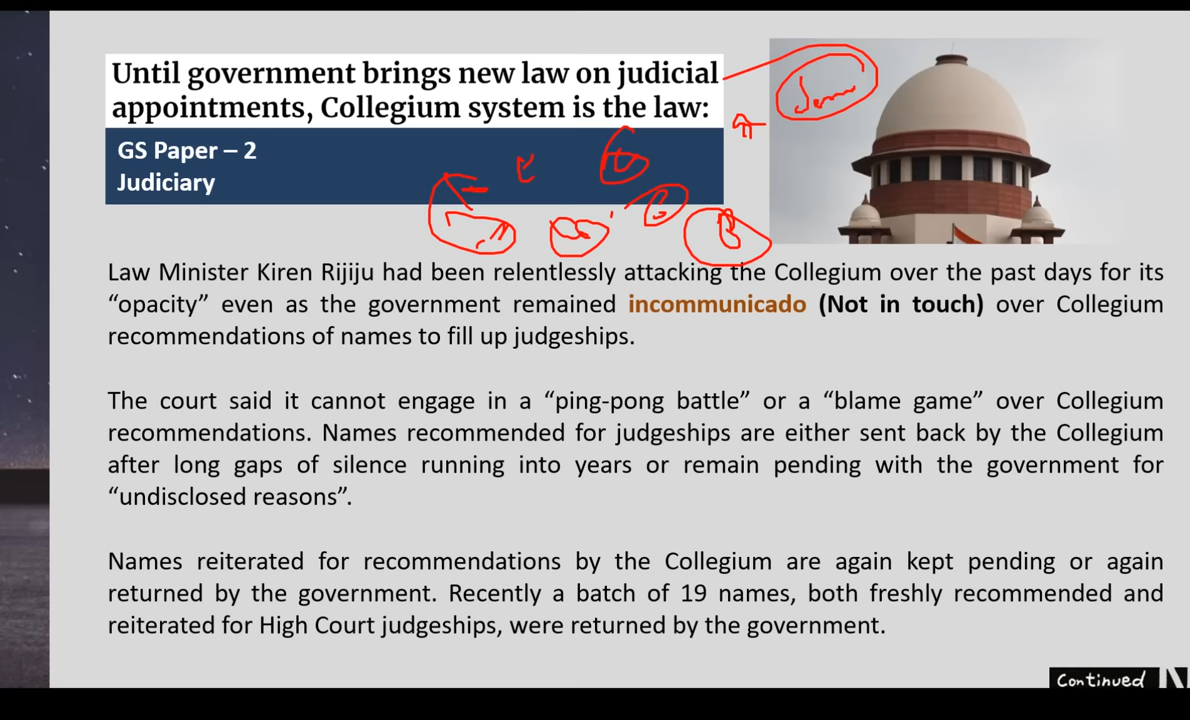 Until government brings new law on judicial
appointments, Collegium system is the law:
GS Paper – 2
Judiciary
Law Minister Kiren Rijiju had been relentlessly attacking the Collegium over the past days for its
“opacity” even as the government remained incommunicado (Not in touch) over Collegium
recommendations of names to fill up judgeships.
The court said it cannot engage in a “ping-pong battle” or a “blame game” over Collegium
recommendations. Names recommended for judgeships are either sent back by the Collegium
after long gaps of silence running into years or remain pending with the government for
“undisclosed reasons”.
Names reiterated for recommendations by the Collegium are again kept pending or again
returned by the government. Recently a batch of 19 names, both freshly recommended and
reiterated for High Court judgeships, were returned by the government.
Continued